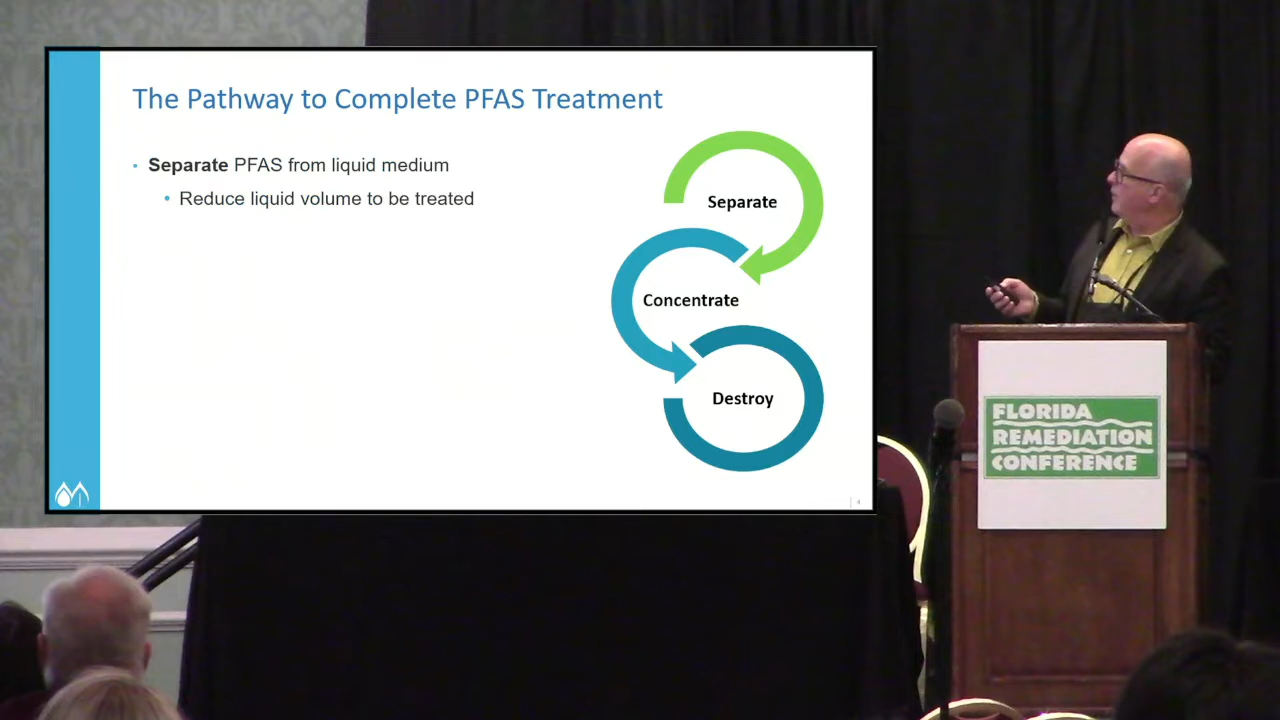 The Pathway to Complete PFAS Treatment
• Separate PFAS from liquid medium
• Reduce liquid volume to be treated
Separate
Concentrate
Destroy
4
FLORIDA
REMEDIATION
CONFERENCE